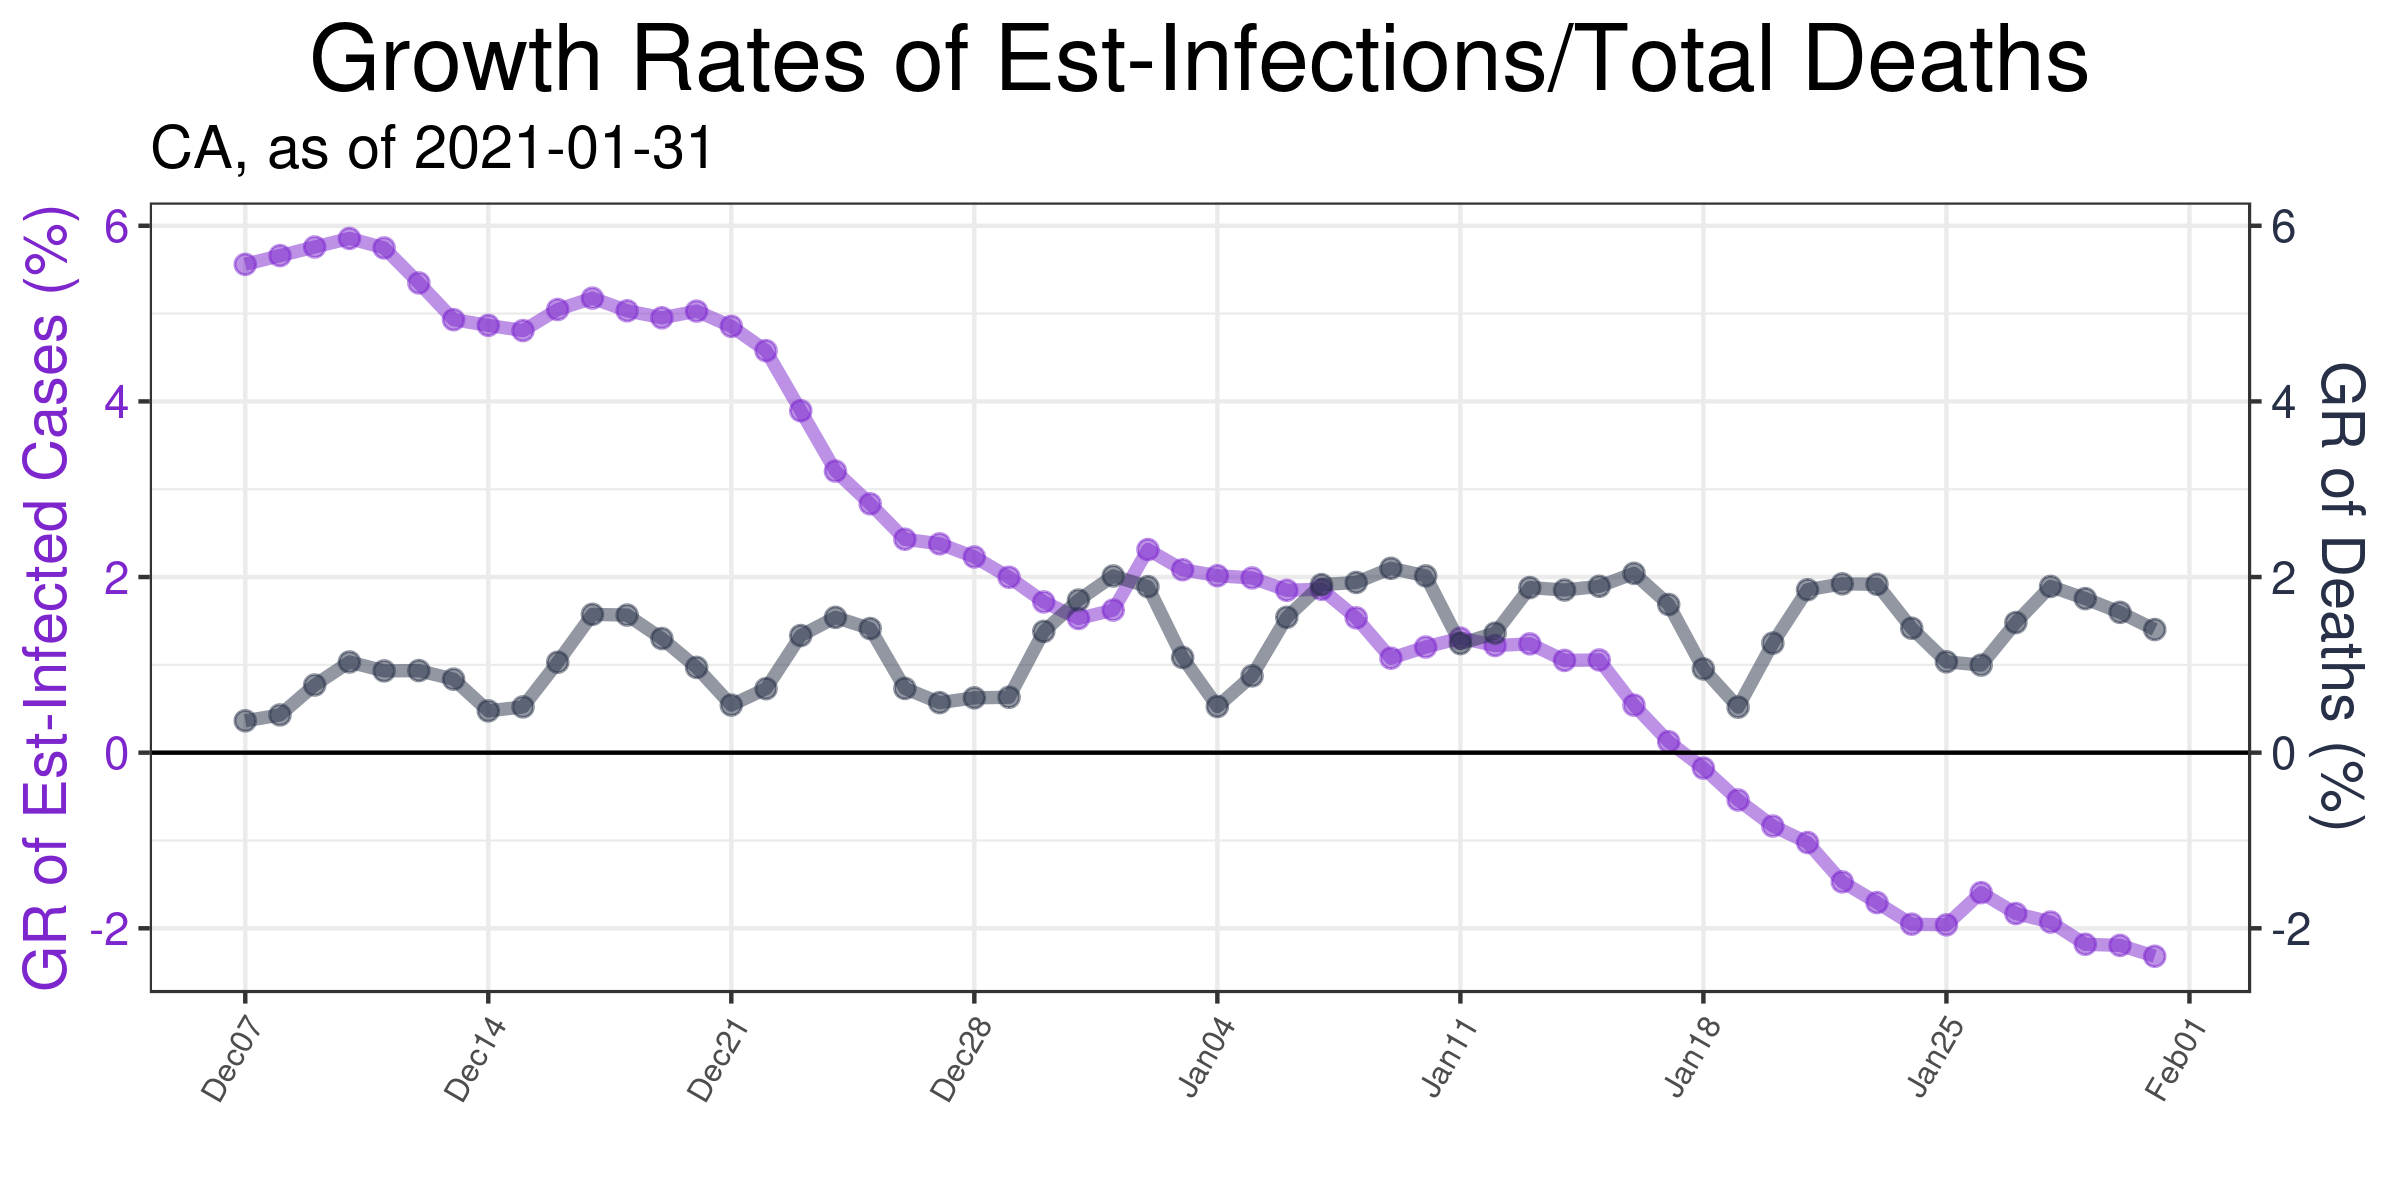 Growth Rates of Est-Infections/Total Deaths
CA, as of 2021-01-31
GR of Est-Infected Cases (%)
6
4
2
0
-2
6
4
2
0
-2
GR of Deaths (%)
Dec07
Dec14
Dec21
Dec28
Jan04
Jan11
Jan18
Jan25
Feb01